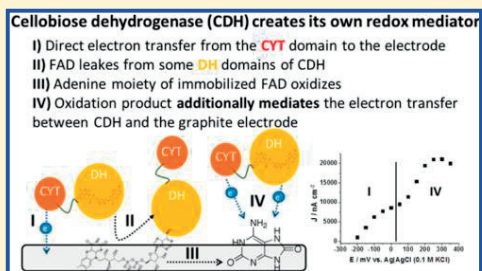 Cellobiose dehydrogenase (CDH) creates its own redox mediator
I) Direct electron transfer from the CYT domain to the electrode
II) FAD leakes from some DH domains of CDH
III) Adenine moiety of immobilized FAD oxidizes
IV) Oxidation product additionally mediates the electron transfer
between CDH and the graphite electrode
CYT
DH
CYT
DH
CYT
DH
I
e
II
IV
e
e
III
NH2
HN
N
H
N
O
N
H
O
J / nA cm-2
20000
15000
10000
5000
0
I
IV
-200 -100 0 100 200 300 400
E / mV vs. Ag|AgCl (0.1 M KCl)